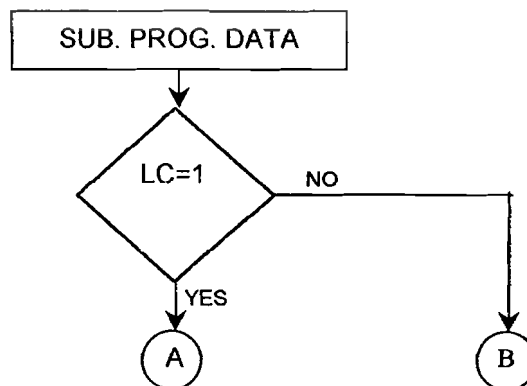 SUB. PROG. DATA
LC=1
NO
YES
A
B